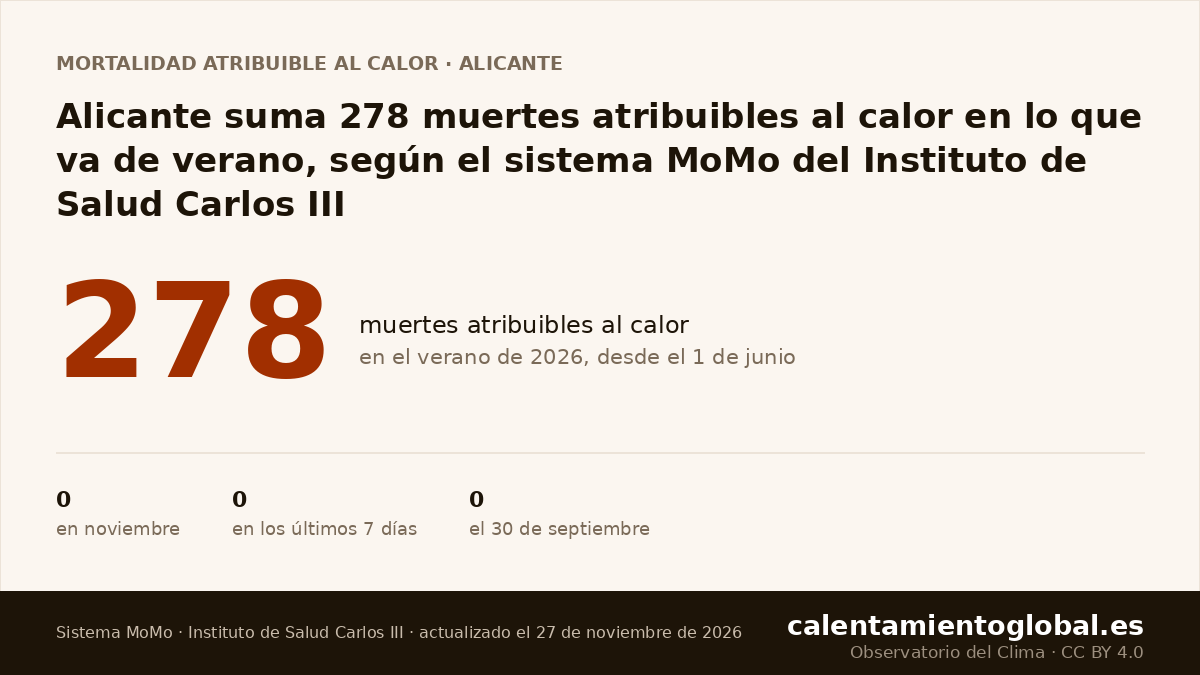 MORTALIDAD ATRIBUIBLE AL CALOR · ALICANTE
Alicante suma 278 muertes atribuibles al calor en lo que
va de verano, según el sistema MoMo del Instituto de
Salud Carlos III
278
muertes atribuibles al calor
en el verano de 2026, desde el 1 de junio
0
en noviembre
0
en los últimos 7 días
0
el 30 de septiembre
Sistema MoMo · Instituto de Salud Carlos III · actualizado el 27 de noviembre de 2026
calentamientoglobal.es
Observatorio del Clima · CC BY 4.0